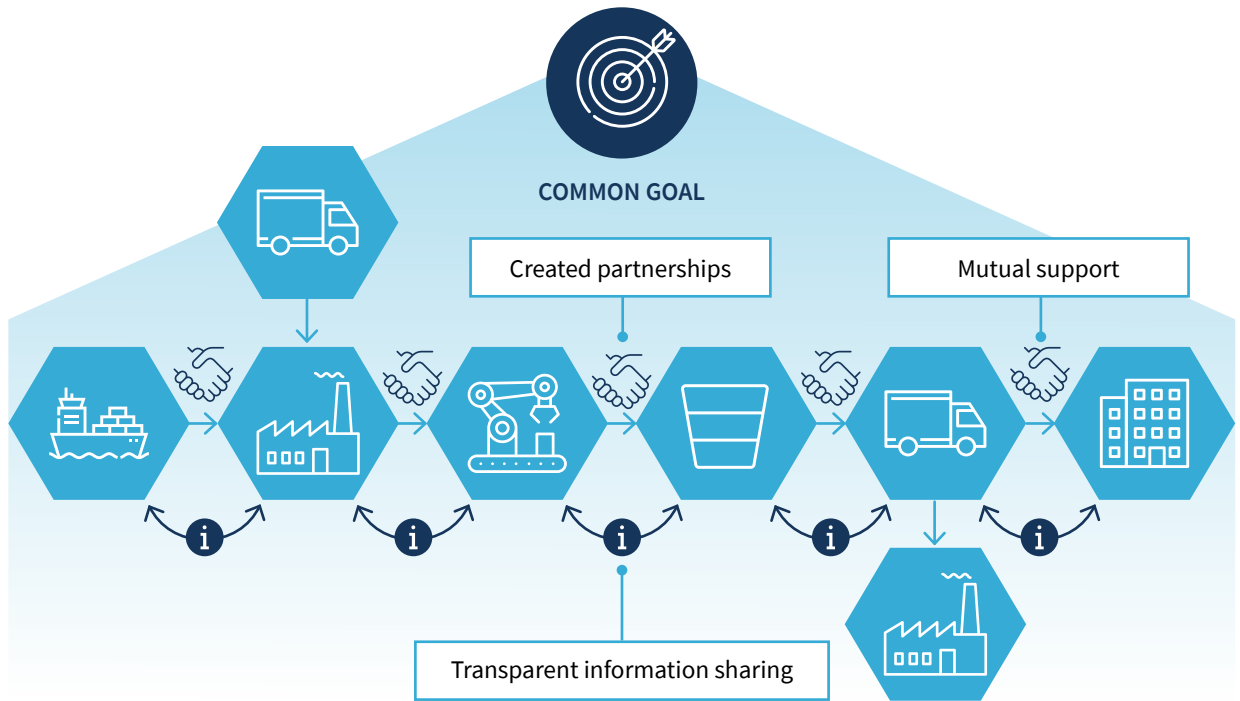 COMMON GOAL
Created partnerships
Mutual support
i
i
i
i
i
Transparent information sharing